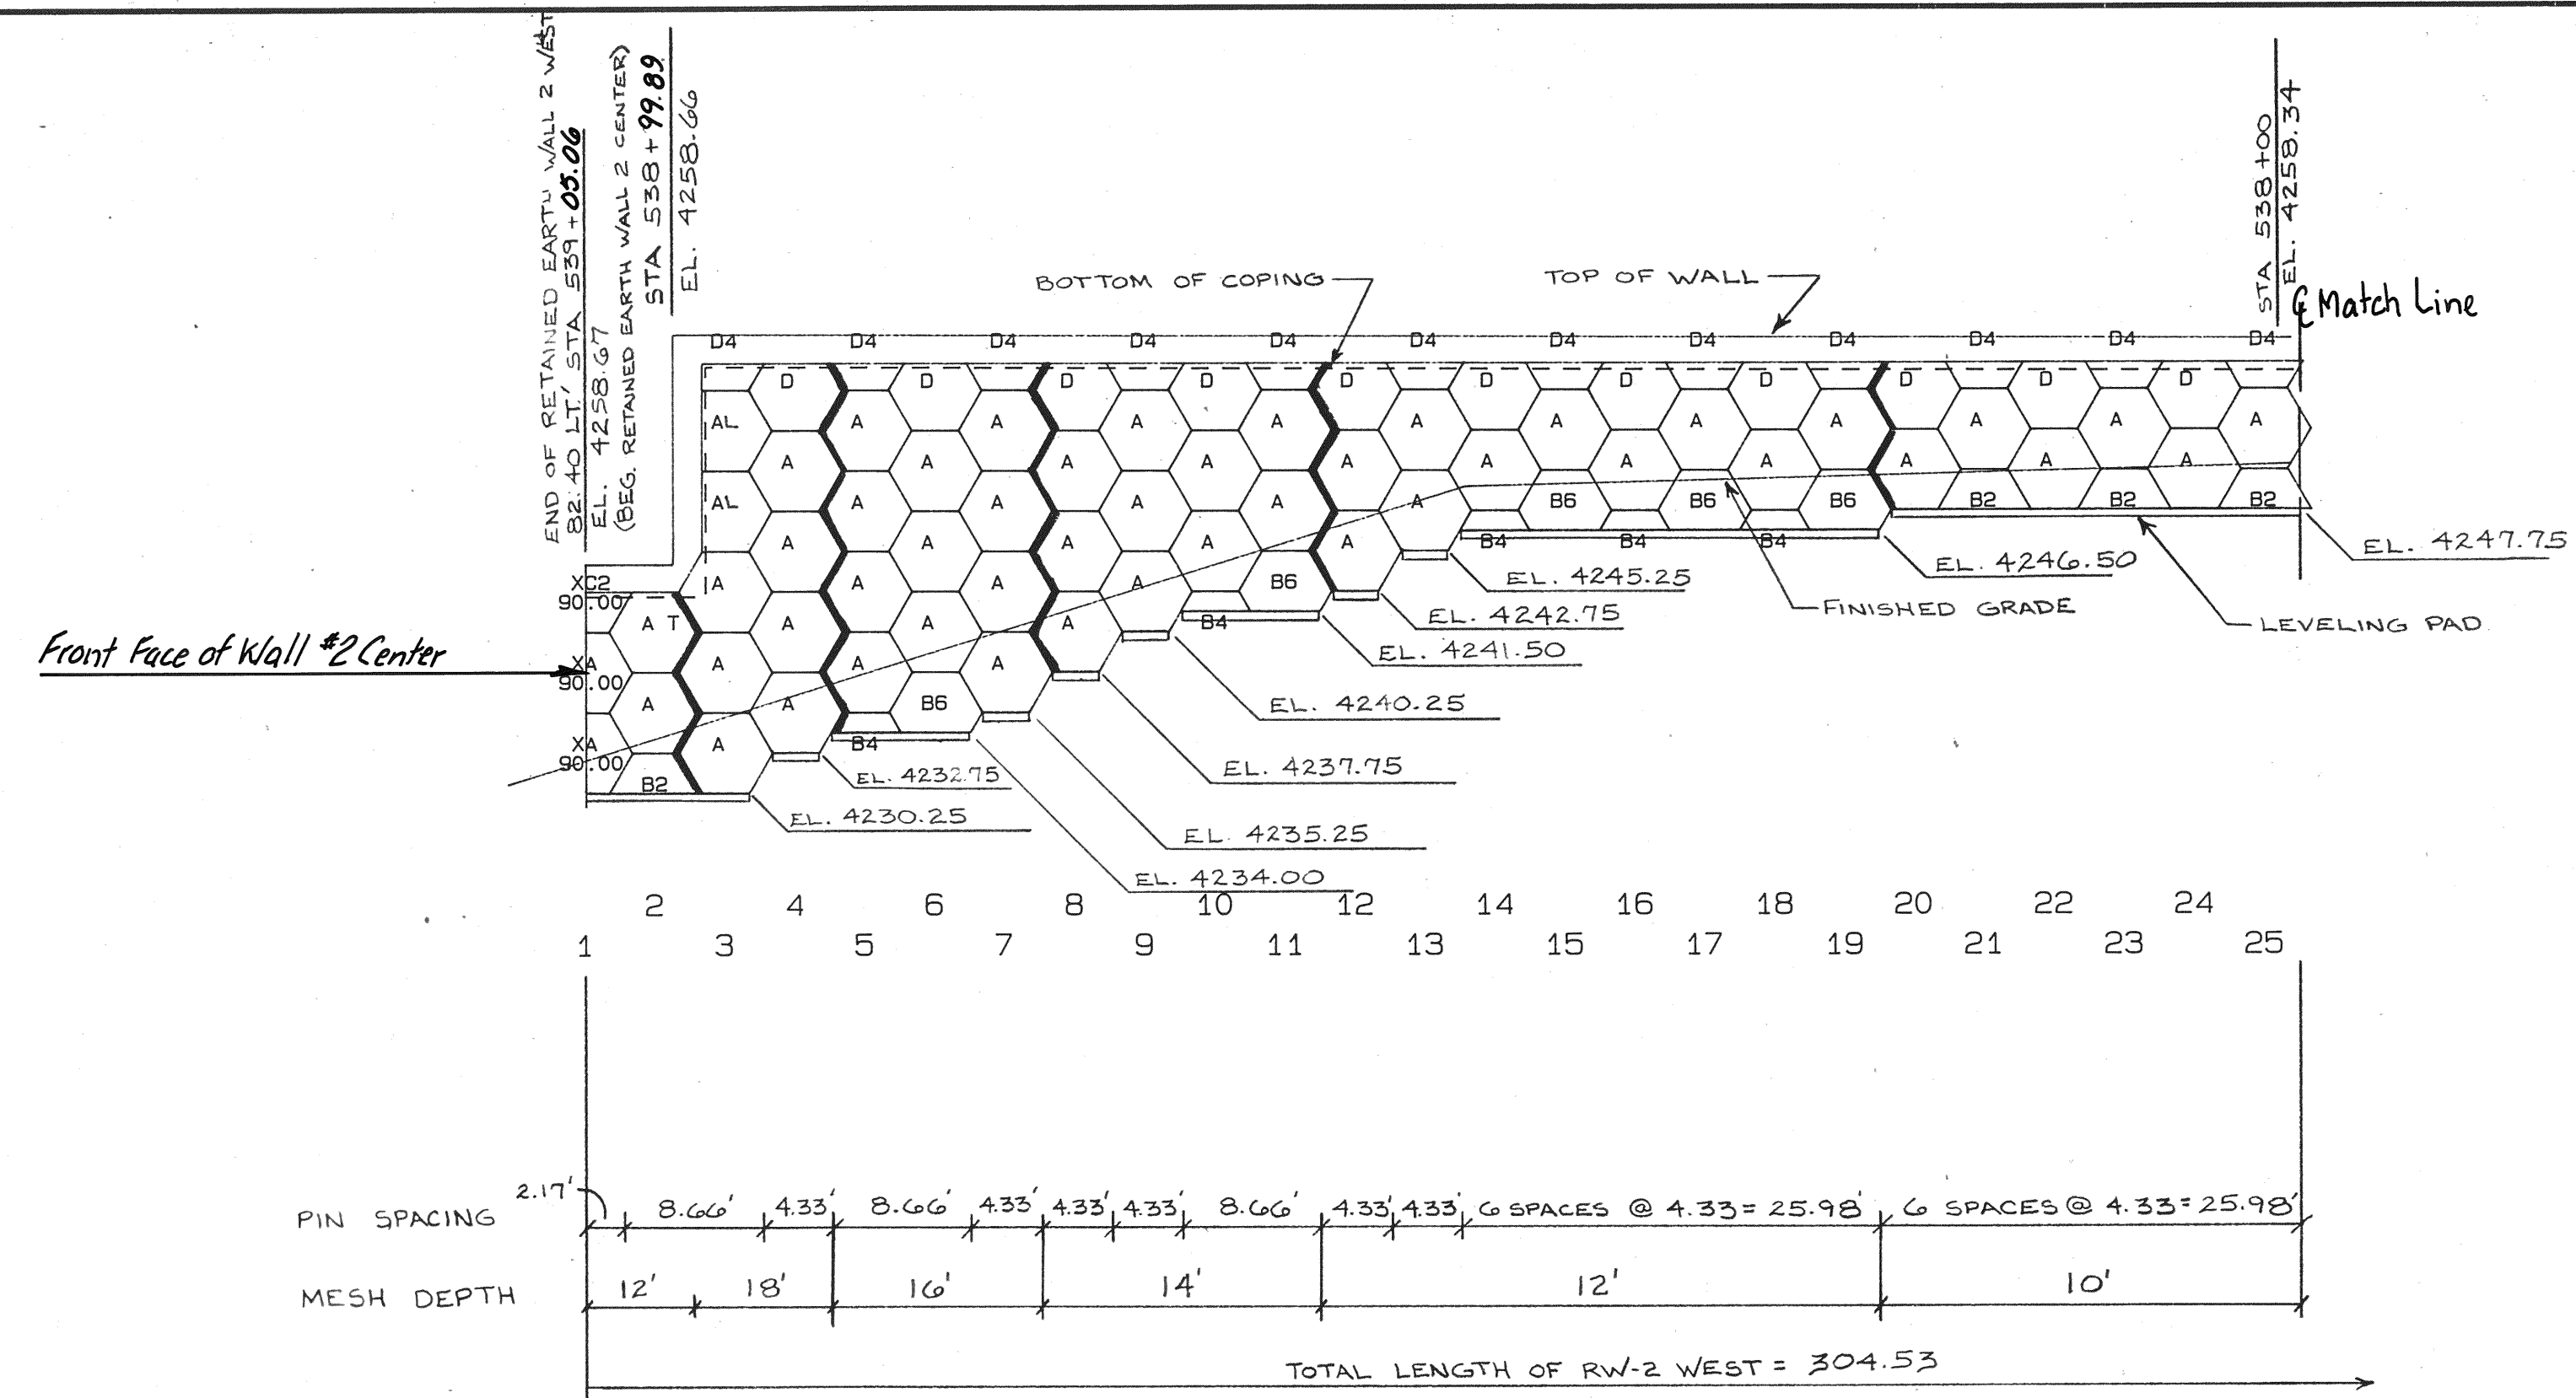 END OF RETAINED EARTH WALL 2 WEST
82.40 LT.' STA 539+05.06
EL. 4258.67
(BEG. RETAINED EARTH WALL 2 CENTER)
STA 538+99.89
EL. 4258.66
STA 538+00
EL. 4258.34
℄ Match Line
BOTTOM OF COPING
TOP OF WALL
D4 D4 D4 D4 D4 D4 D4 D4 D4 D4 D4 D4
D D D D D D D D D D D
AL A A A A A A A A A A A
A A A A A A A A A A A
AL A A A A A B6 B6 B6 B2 B2 B2
A A A A A B4 B4 B4
XC2 A A A A B6
90.00
A T A A A B4
Front Face of Wall #2 Center
XA A A A
90.00
A A B6
XA A B4
90.00
B2
EL. 4247.75
EL. 4246.50
EL. 4245.25
FINISHED GRADE
EL. 4242.75
LEVELING PAD
EL. 4241.50
EL. 4240.25
EL. 4237.75
EL. 4232.75
EL. 4230.25
EL. 4235.25
EL. 4234.00
2 4 6 8 10 12 14 16 18 20 22 24
1 3 5 7 9 11 13 15 17 19 21 23 25
PIN SPACING 2.17' 8.66' 4.33' 8.66' 4.33' 4.33' 4.33' 8.66' 4.33' 4.33' 6 SPACES @ 4.33=25.98' 6 SPACES @ 4.33=25.98'
MESH DEPTH 12' 18' 16' 14' 12' 10'
TOTAL LENGTH OF RW-2 WEST = 304.53